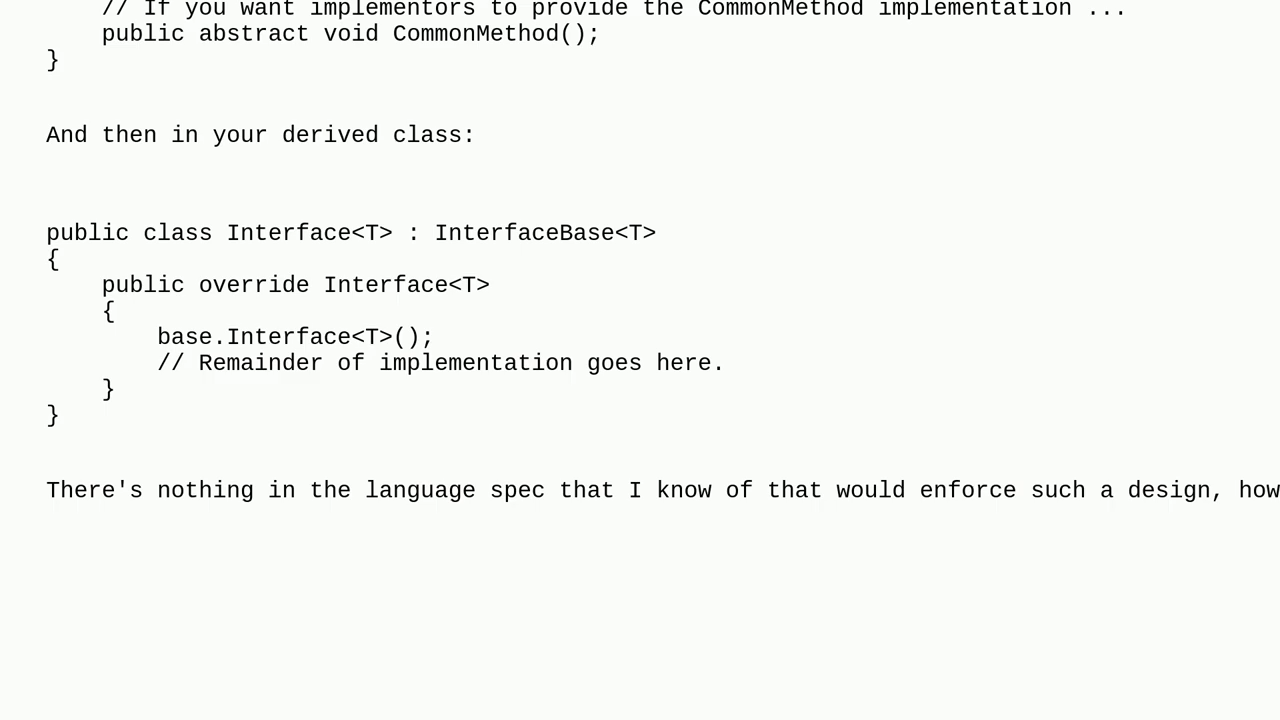 // If you want implementors to provide the CommonMethod implementation ...
    public abstract void CommonMethod();
}
And then in your derived class:
public class Interface<T> : InterfaceBase<T>
{
    public override Interface<T>
    {
        base.Interface<T>();
        // Remainder of implementation goes here.
    }
}
There's nothing in the language spec that I know of that would enforce such a design, how